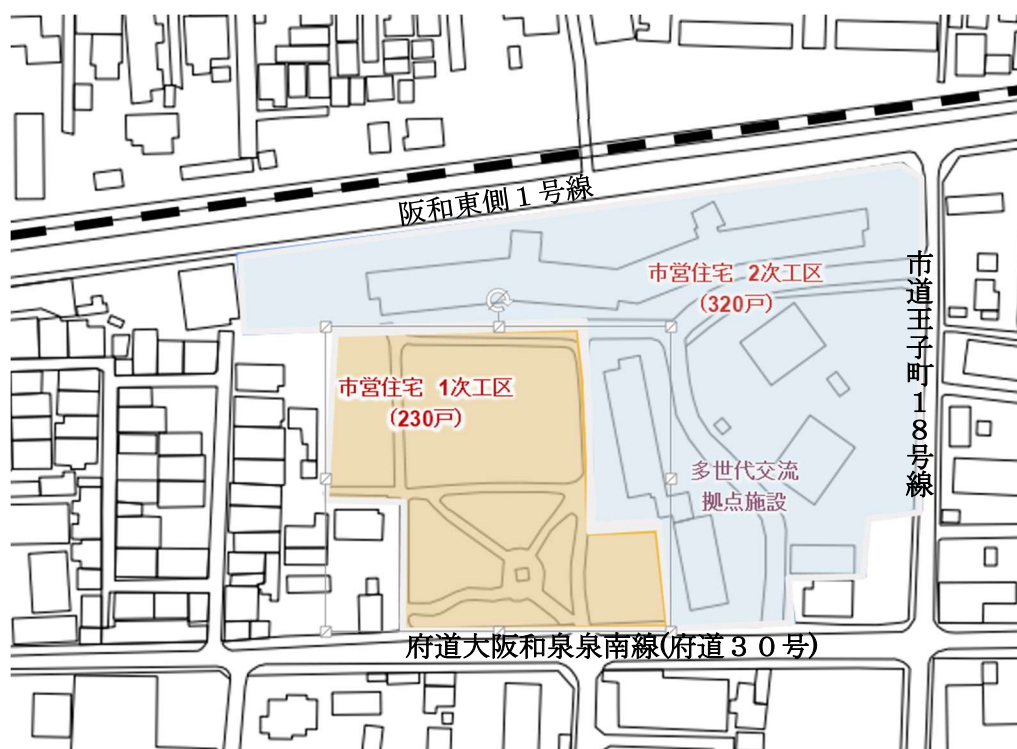 阪和東側１号線
市営住宅 2次工区
（320戸）
市道王子町１８号線
市営住宅 1次工区
（230戸）
多世代交流
拠点施設
府道大阪和泉泉南線(府道３０号)